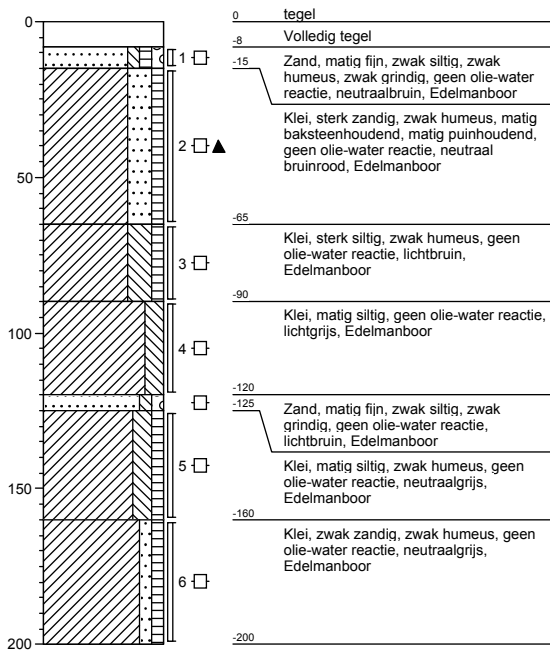 0
50
100
150
200
1
2
3
4
5
6
0 tegel
-8 Volledig tegel
-15 Zand, matig fijn, zwak siltig, zwak
humeus, zwak grindig, geen olie-water
reactie, neutraalbruin, Edelmanboor
Klei, sterk zandig, zwak humeus, matig
baksteenhoudend, matig puinhoudend,
geen olie-water reactie, neutraal
bruinrood, Edelmanboor
-65
Klei, sterk siltig, zwak humeus, geen
olie-water reactie, lichtbruin,
Edelmanboor
-90
Klei, matig siltig, geen olie-water reactie,
lichtgrijs, Edelmanboor
-120
-125 Zand, matig fijn, zwak siltig, zwak
grindig, geen olie-water reactie,
lichtbruin, Edelmanboor
Klei, matig siltig, zwak humeus, geen
olie-water reactie, neutraalgrijs,
Edelmanboor
-160
Klei, zwak zandig, zwak humeus, geen
olie-water reactie, neutraalgrijs,
Edelmanboor
-200